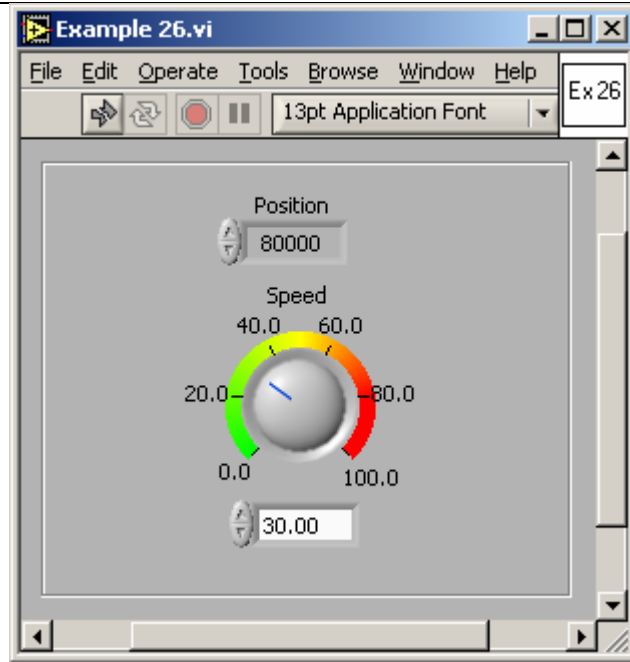 Example 26.vi
File Edit Operate Tools Browse Window Help
Ex 26
13pt Application Font
Position
80000
Speed
40.0 60.0
20.0 80.0
0.0 100.0
30.00